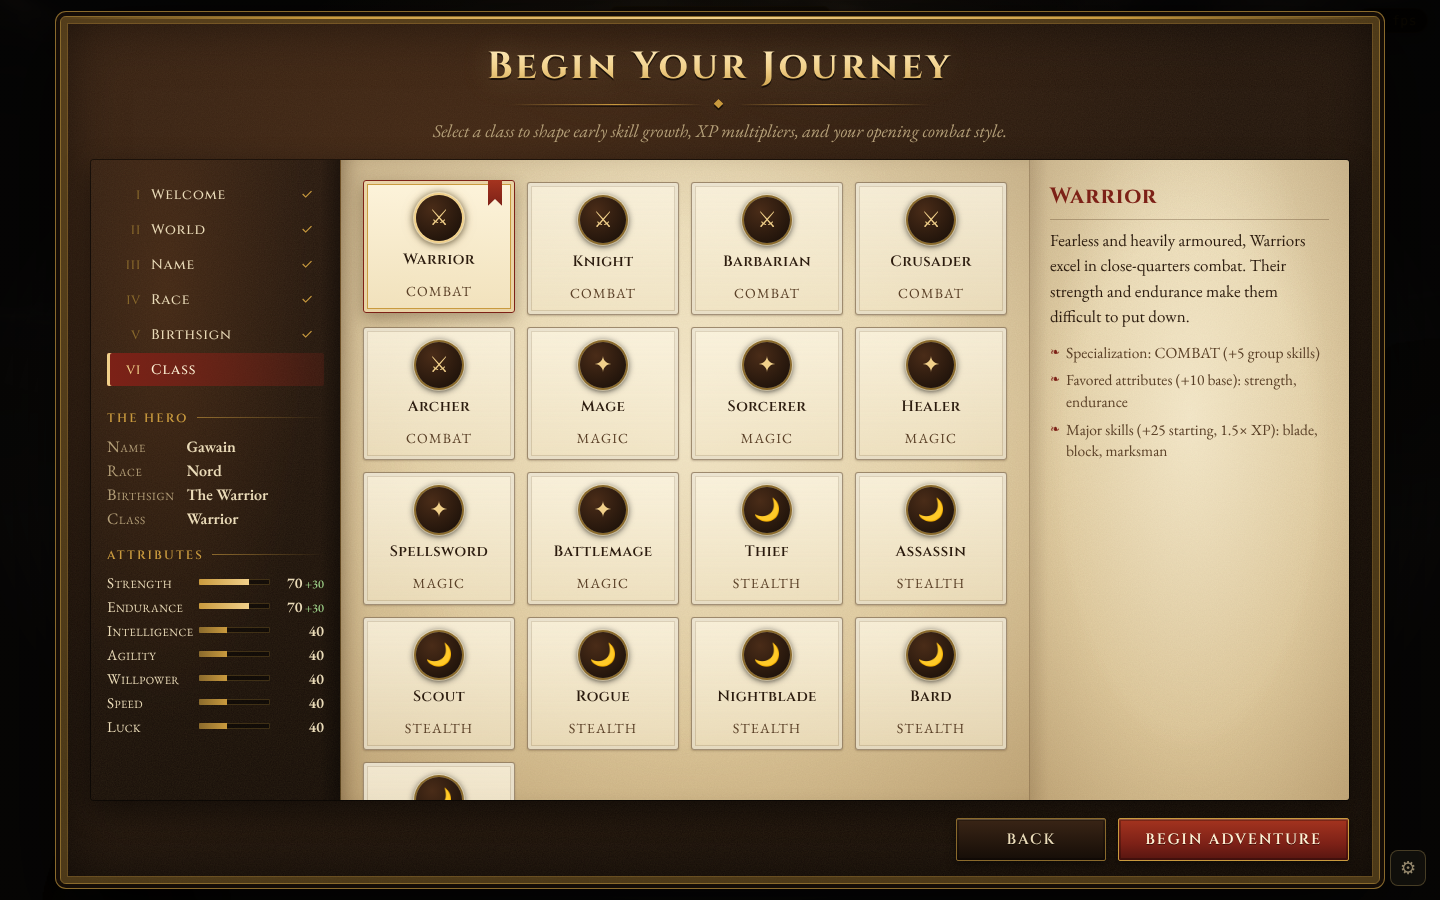 Begin Your Journey
Select a class to shape early skill growth, XP multipliers, and your opening combat style.
I Welcome ✓
II World ✓
III Name ✓
IV Race ✓
V Birthsign ✓
VI Class
THE HERO
Name Gawain
Race Nord
Birthsign The Warrior
Class Warrior
ATTRIBUTES
Strength 70 +30
Endurance 70 +30
Intelligence 40
Agility 40
Willpower 40
Speed 40
Luck 40
Warrior
COMBAT
Knight
COMBAT
Barbarian
COMBAT
Crusader
COMBAT
Archer
COMBAT
Mage
MAGIC
Sorcerer
MAGIC
Healer
MAGIC
Spellsword
MAGIC
Battlemage
MAGIC
Thief
STEALTH
Assassin
STEALTH
Scout
STEALTH
Rogue
STEALTH
Nightblade
STEALTH
Bard
STEALTH
Warrior
Fearless and heavily armoured, Warriors
excel in close-quarters combat. Their
strength and endurance make them
difficult to put down.
Specialization: COMBAT (+5 group skills)
Favored attributes (+10 base): strength,
endurance
Major skills (+25 starting, 1.5× XP): blade,
block, marksman
BACK
BEGIN ADVENTURE